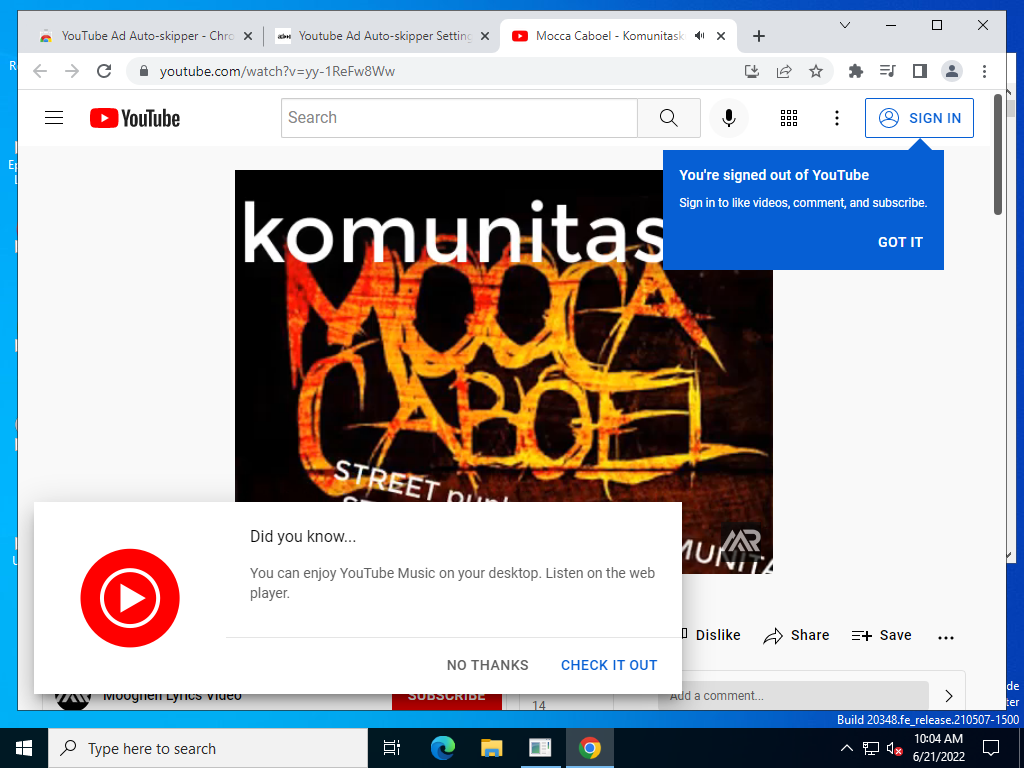 YouTube Ad Auto-skipper - Chro
Youtube Ad Auto-skipper Setting
Mocca Caboel - Komunitask
youtube.com/watch?v=yy-1ReFw8Ww
YouTube
Search
SIGN IN
You're signed out of YouTube
Sign in to like videos, comment, and subscribe.
GOT IT
komunitas
MOCCA
CABOEL
STREET punk
MUNITA
Did you know...
You can enjoy YouTube Music on your desktop. Listen on the web
player.
NO THANKS
CHECK IT OUT
Dislike
Share
Save
Mooghen Lyrics Video
SUBSCRIBE
14
Add a comment...
Build 20348.fe_release.210507-1500
Type here to search
10:04 AM
6/21/2022